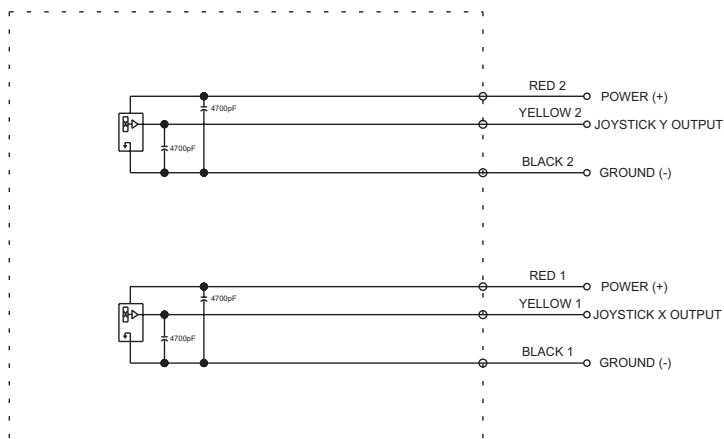 RED 2
POWER (+)
4700pF
YELLOW 2
JOYSTICK Y OUTPUT
4700pF
BLACK 2
GROUND (-)
RED 1
POWER (+)
4700pF
YELLOW 1
JOYSTICK X OUTPUT
4700pF
BLACK 1
GROUND (-)